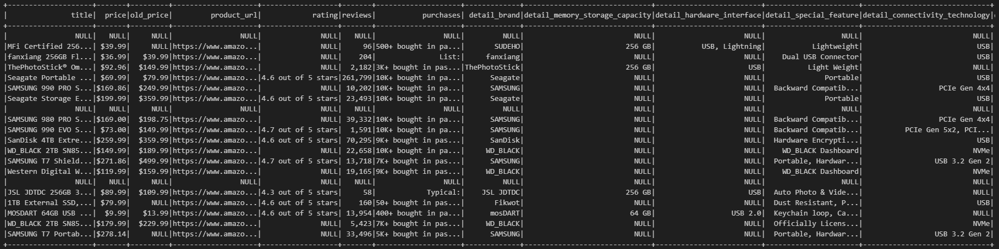 +--------------------+-------+---------+--------------------+------------------+-------+--------------------+-------------+------------------------------+-------------------------+----------------------+------------------------------+
|               title|  price|old_price|         product_url|            rating|reviews|           purchases| detail_brand|detail_memory_storage_capacity|detail_hardware_interface|detail_special_feature|detail_connectivity_technology|
+--------------------+-------+---------+--------------------+------------------+-------+--------------------+-------------+------------------------------+-------------------------+----------------------+------------------------------+
|                NULL|   NULL|     NULL|                NULL|              NULL|   NULL|                NULL|         NULL|                          NULL|                     NULL|                  NULL|                          NULL|
|MFi Certified 256...| $39.99|     NULL|https://www.amazo...|              NULL|     96|500+ bought in pa...|       SUDEHO|                        256 GB|           USB, Lightning|           Lightweight|                           USB|
|fanxiang 256GB Fl...| $36.99|   $39.99|https://www.amazo...|              NULL|    204|               List:|     fanxiang|                          NULL|                     NULL|    Dual USB Connector|                           USB|
|ThePhotoStick® Om...| $92.96|  $149.99|https://www.amazo...|              NULL|  2,182|3K+ bought in pas...|ThePhotoStick|                        256 GB|                      USB|          Light Weight|                          NULL|
|Seagate Portable ...| $69.99|   $79.99|https://www.amazo...|4.6 out of 5 stars|261,799|10K+ bought in pa...|      Seagate|                          NULL|                     NULL|              Portable|                           USB|
|SAMSUNG 990 PRO S...|$169.86|  $249.99|https://www.amazo...|              NULL| 10,202|10K+ bought in pa...|      SAMSUNG|                          NULL|                     NULL|  Backward Compatib...|                  PCIe Gen 4x4|
|Seagate Storage E...|$199.99|  $359.99|https://www.amazo...|4.6 out of 5 stars| 23,493|10K+ bought in pa...|      Seagate|                          NULL|                     NULL|              Portable|                           USB|
|                NULL|   NULL|     NULL|                NULL|              NULL|   NULL|                NULL|         NULL|                          NULL|                     NULL|                  NULL|                          NULL|
|SAMSUNG 980 PRO S...|$169.00|  $198.75|https://www.amazo...|              NULL| 39,332|10K+ bought in pa...|      SAMSUNG|                          NULL|                     NULL|  Backward Compatib...|                  PCIe Gen 4x4|
|SAMSUNG 990 EVO S...| $73.00|  $149.99|https://www.amazo...|4.7 out of 5 stars|  1,591|10K+ bought in pa...|      SAMSUNG|                          NULL|                     NULL|  Backward Compatib...|          PCIe Gen 5x2, PCI...|
|SanDisk 4TB Extre...|$259.99|  $359.99|https://www.amazo...|4.6 out of 5 stars| 70,295|9K+ bought in pas...|      SanDisk|                          NULL|                     NULL|  Hardware Encrypti...|                           USB|
|WD_BLACK 2TB SN85...|$149.99|  $189.99|https://www.amazo...|              NULL| 22,658|10K+ bought in pa...|     WD_BLACK|                          NULL|                     NULL|    WD_BLACK Dashboard|                          NVMe|
|SAMSUNG T7 Shield...|$271.86|  $499.99|https://www.amazo...|4.7 out of 5 stars| 13,718|7K+ bought in pas...|      SAMSUNG|                          NULL|                     NULL|  Portable, Hardwar...|                 USB 3.2 Gen 2|
|Western Digital W...|$119.99|  $159.99|https://www.amazo...|              NULL| 19,165|9K+ bought in pas...|     WD_BLACK|                          NULL|                     NULL|    WD_BLACK Dashboard|                          NVMe|
|                NULL|   NULL|     NULL|                NULL|              NULL|   NULL|                NULL|         NULL|                          NULL|                     NULL|                  NULL|                          NULL|
|JSL JDTDC 256GB 3...| $89.99|  $109.99|https://www.amazo...|4.3 out of 5 stars|     58|            Typical:|    JSL JDTDC|                        256 GB|                      USB|  Auto Photo & Vide...|                          NULL|
|1TB External SSD,...| $79.99|     NULL|https://www.amazo...|4.6 out of 5 stars|    160|50+ bought in pas...|       Fikwot|                          NULL|                     NULL|  Dust Resistant, P...|                           USB|
|MOSDART 64GB USB ...|  $9.99|   $13.99|https://www.amazo...|4.6 out of 5 stars| 13,954|400+ bought in pa...|      mosDART|                         64 GB|                  USB 2.0|  Keychain loop, Ca...|                          NULL|
|WD_BLACK 2TB SN85...|$179.99|  $229.99|https://www.amazo...|              NULL|  5,423|7K+ bought in pas...|     WD_BLACK|                          NULL|                     NULL|  Officially Licens...|                          NVMe|
|SAMSUNG T7 Portab...|$278.14|     NULL|https://www.amazo...|              NULL| 33,496|5K+ bought in pas...|      SAMSUNG|                          NULL|                     NULL|  Portable, Hardwar...|                 USB 3.2 Gen 2|
+--------------------+-------+---------+--------------------+------------------+-------+--------------------+-------------+------------------------------+-------------------------+----------------------+------------------------------+